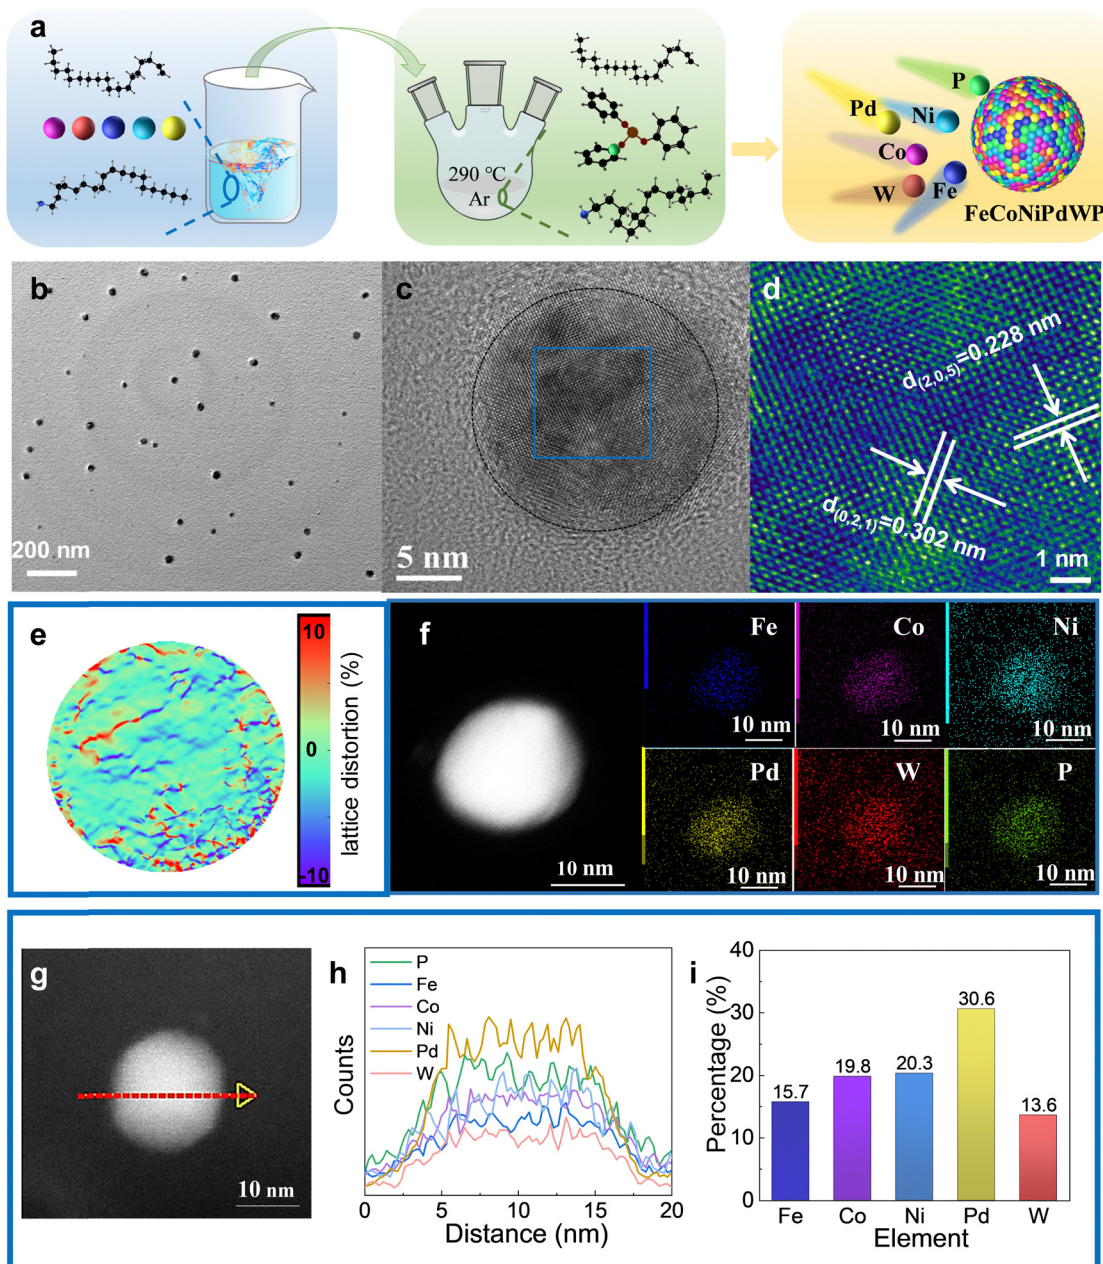 a
290 °C
Ar
P
Pd
Ni
Co
W
Fe
FeCoNiPdWP
b
200 nm
c
5 nm
d
d(2,0,5)=0.228 nm
d(0,2,1)=0.302 nm
1 nm
e
10
0
-10
lattice distortion (%)
f
10 nm
Fe
10 nm
Co
10 nm
Ni
10 nm
Pd
10 nm
W
10 nm
P
10 nm
g
10 nm
h
P
Fe
Co
Ni
Pd
W
Counts
0 5 10 15 20
Distance (nm)
i
Percentage (%)
40
30
20
10
0
15.7
19.8
20.3
30.6
13.6
Fe Co Ni Pd W
Element